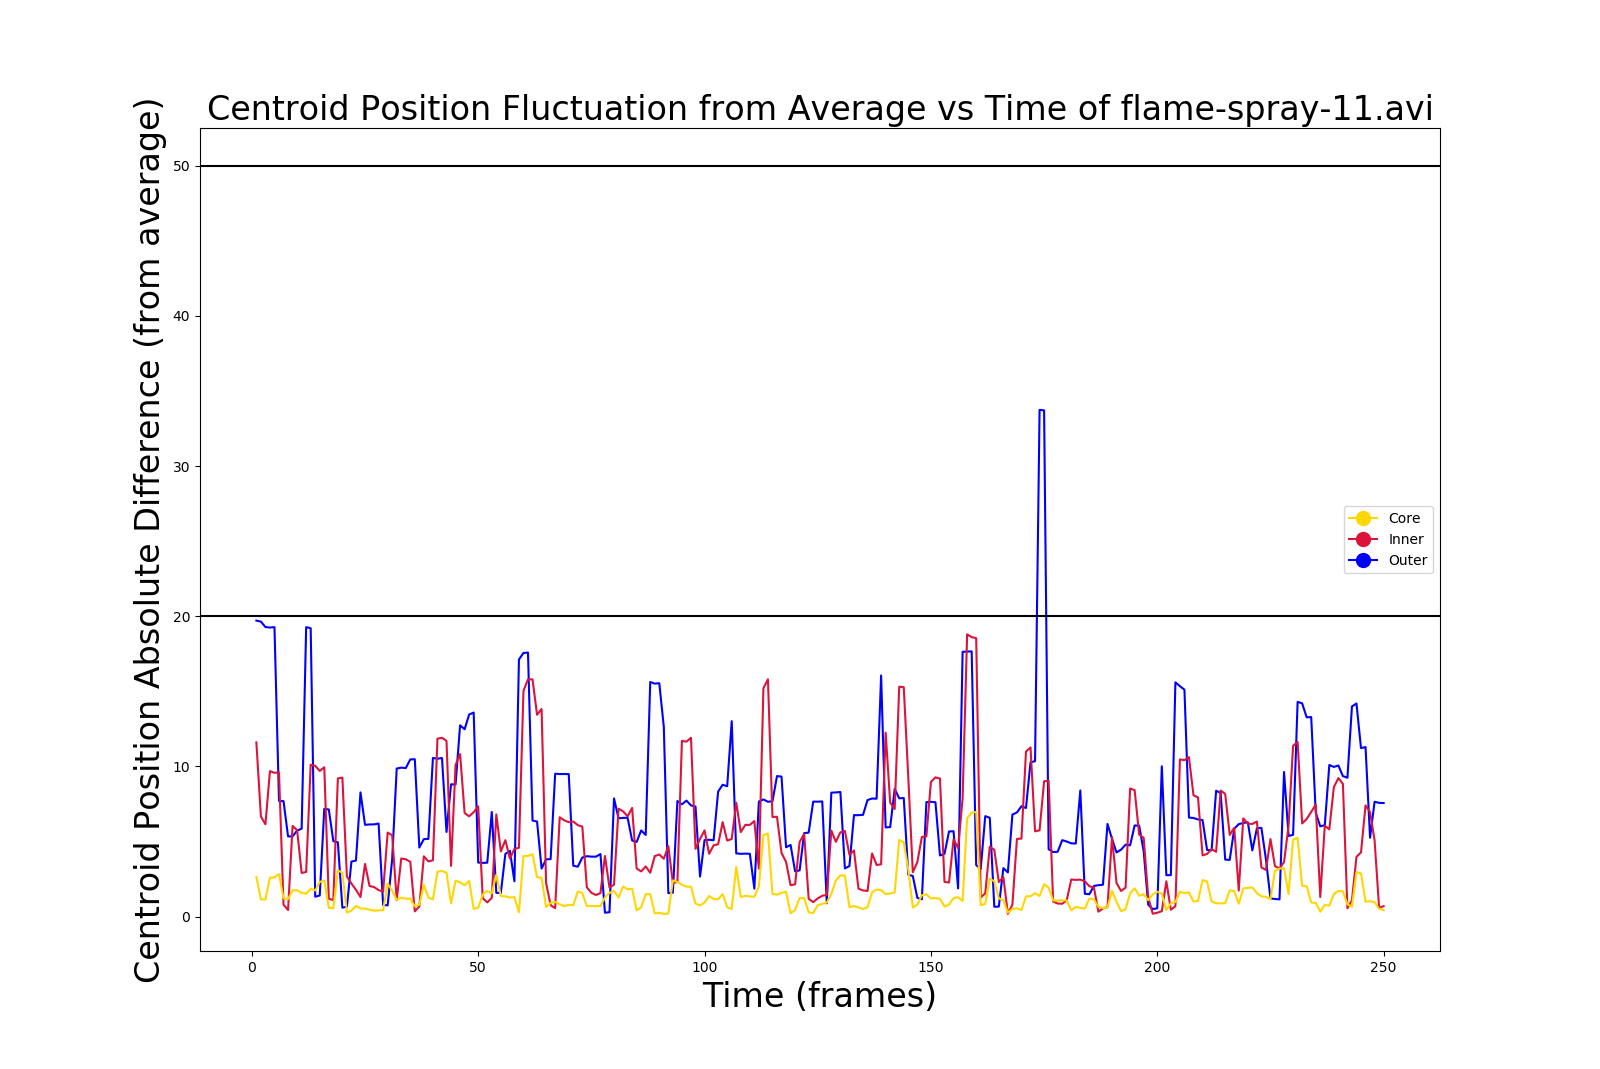 Centroid Position Fluctuation from Average vs Time of flame-spray-11.avi
Centroid Position Absolute Difference (from average)
50
40
30
20
10
0
Core
Inner
Outer
0 50 100 150 200 250
Time (frames)